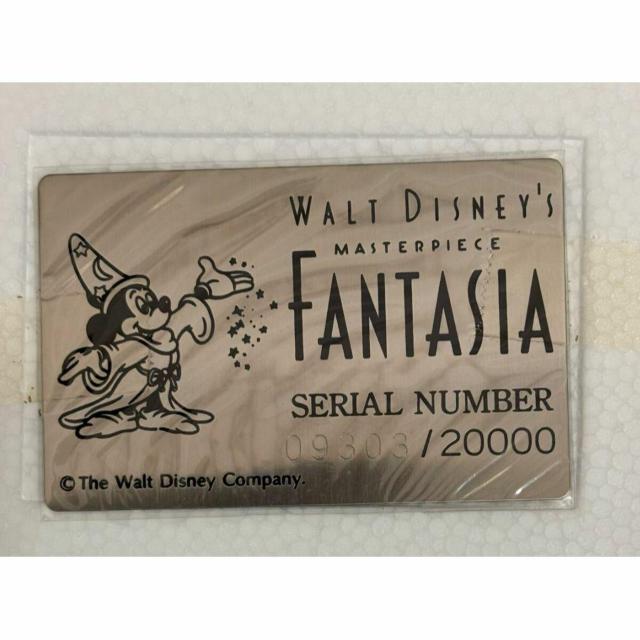 WALT DISNEY'S
MASTERPIECE
FANTASIA
SERIAL NUMBER
09303/20000
© The Walt Disney Company.